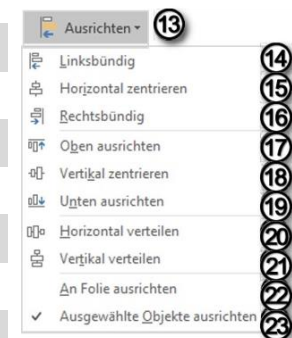 Ausrichten 13
Linksbündig 14
Horizontal zentrieren 15
Rechtsbündig 16
Oben ausrichten 17
Vertikal zentrieren 18
Unten ausrichten 19
Horizontal verteilen 20
Vertikal verteilen 21
An Folie ausrichten 22
Ausgewählte Objekte ausrichten 23